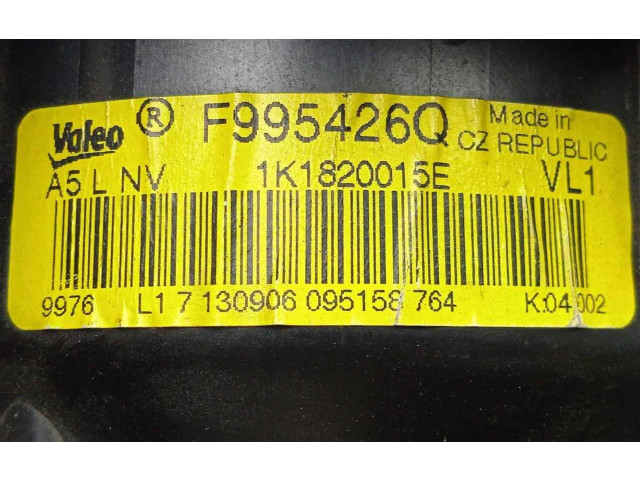 Valeo ® F995426Q Made in
CZ REPUBLIC
A5 L NV 1K1820015E VL1
9976 L1 7 130906 095158 764 K:04 002